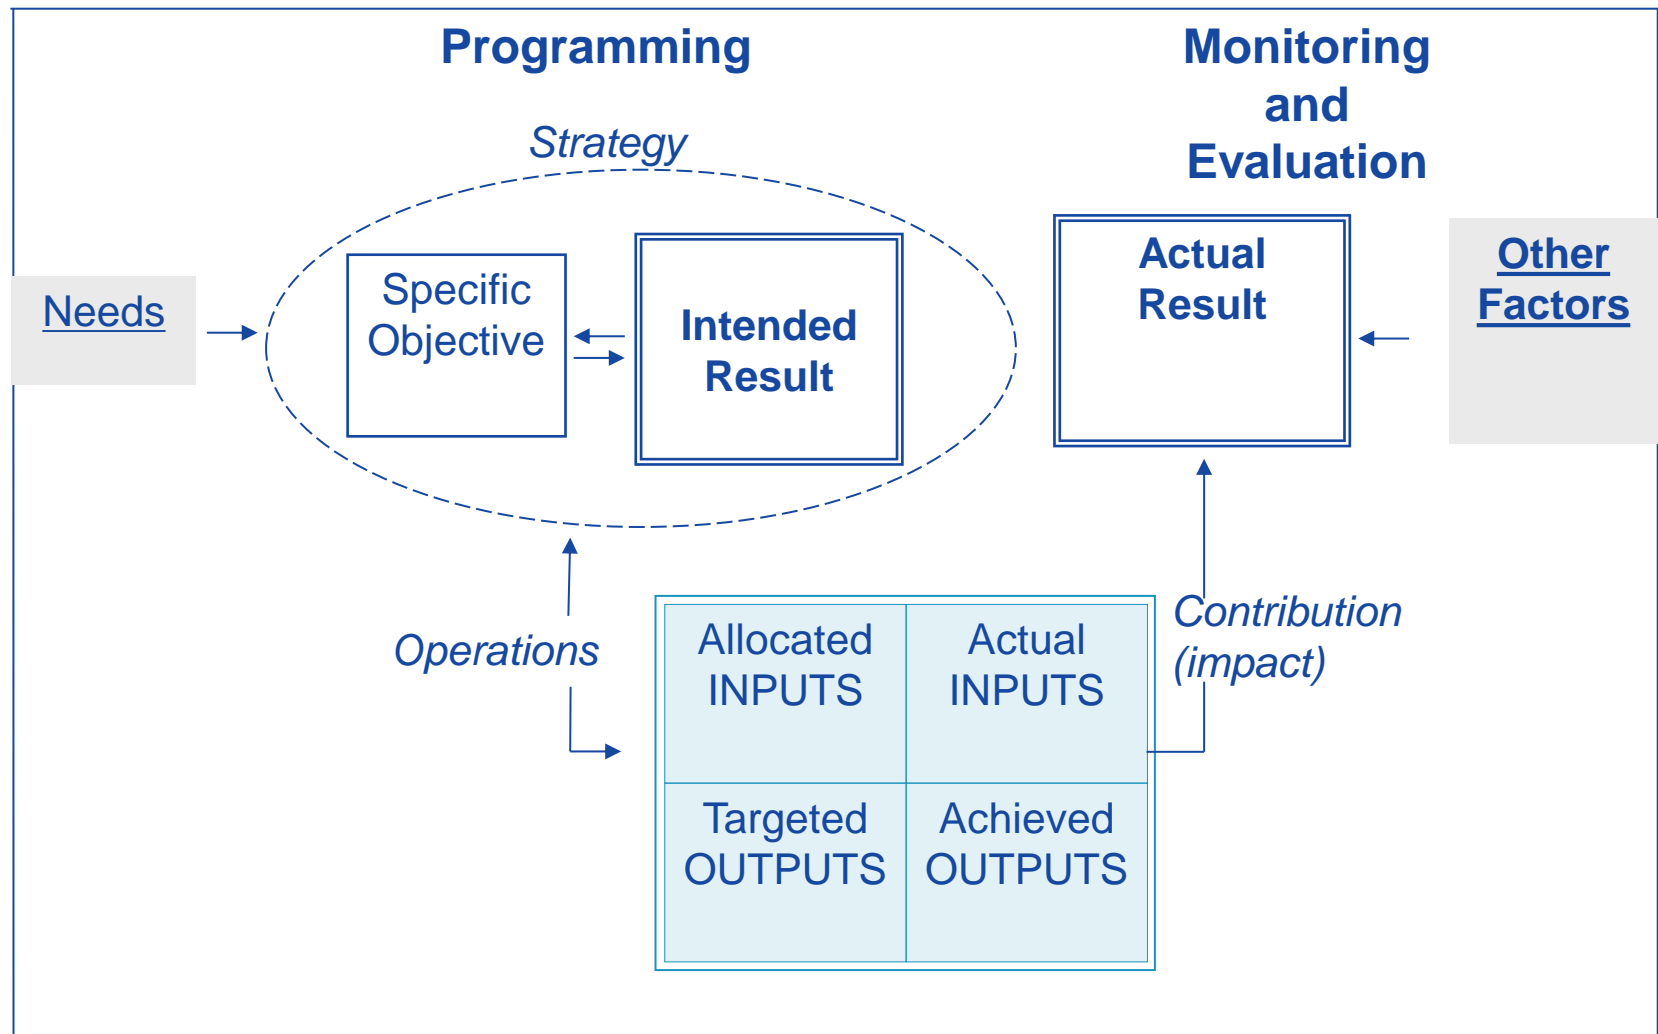 Programming
Monitoring
and
Evaluation
Strategy
Needs
Specific
Objective
Intended
Result
Actual
Result
Other
Factors
Operations
Allocated
INPUTS
Actual
INPUTS
Targeted
OUTPUTS
Achieved
OUTPUTS
Contribution
(impact)